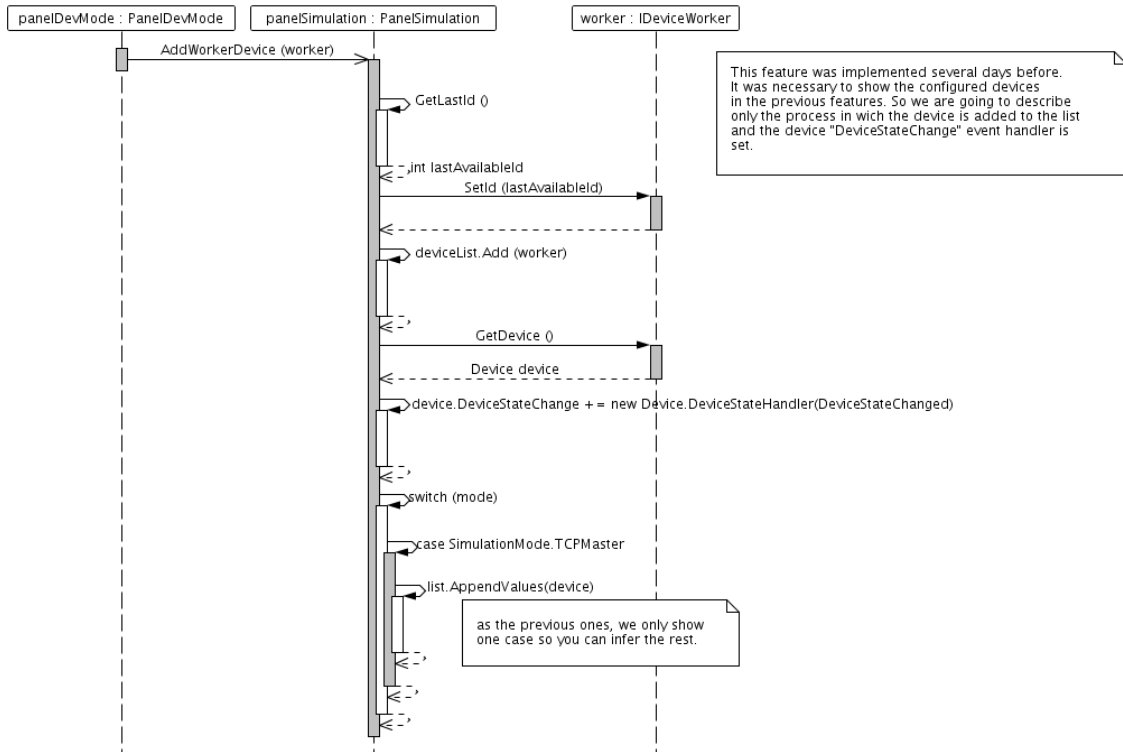 panelDevMode : PanelDevMode
panelSimulation : PanelSimulation
worker : IDeviceWorker
AddWorkerDevice (worker)
This feature was implemented several days before.
It was necessary to show the configured devices
in the previous features. So we are going to describe
only the process in wich the device is added to the list
and the device "DeviceStateChange" event handler is
set.
GetLastId ()
int lastAvailableId
SetId (lastAvailableId)
deviceList.Add (worker)
GetDevice ()
Device device
device.DeviceStateChange += new Device.DeviceStateHandler(DeviceStateChanged)
switch (mode)
case SimulationMode.TCPMaster
list.AppendValues(device)
as the previous ones, we only show
one case so you can infer the rest.